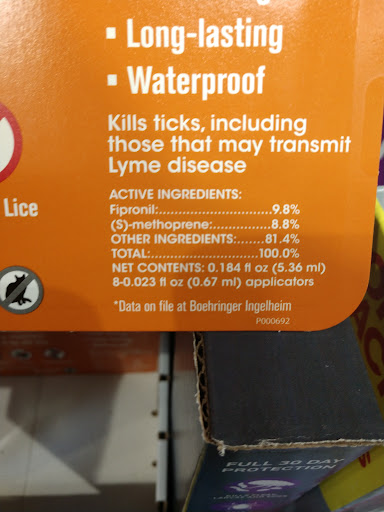 ▪ Long-lasting
▪ Waterproof
Kills ticks, including
those that may transmit
Lyme disease
Lice
ACTIVE INGREDIENTS:
Fipronil:..............................9.8%
(S)-methoprene:...............8.8%
OTHER INGREDIENTS:.......81.4%
TOTAL:.............................100.0%
NET CONTENTS: 0.184 fl oz (5.36 ml)
8-0.023 fl oz (0.67 ml) applicators
*Data on file at Boehringer Ingelheim
P000692
FULL 30 DAY
PROTECTION